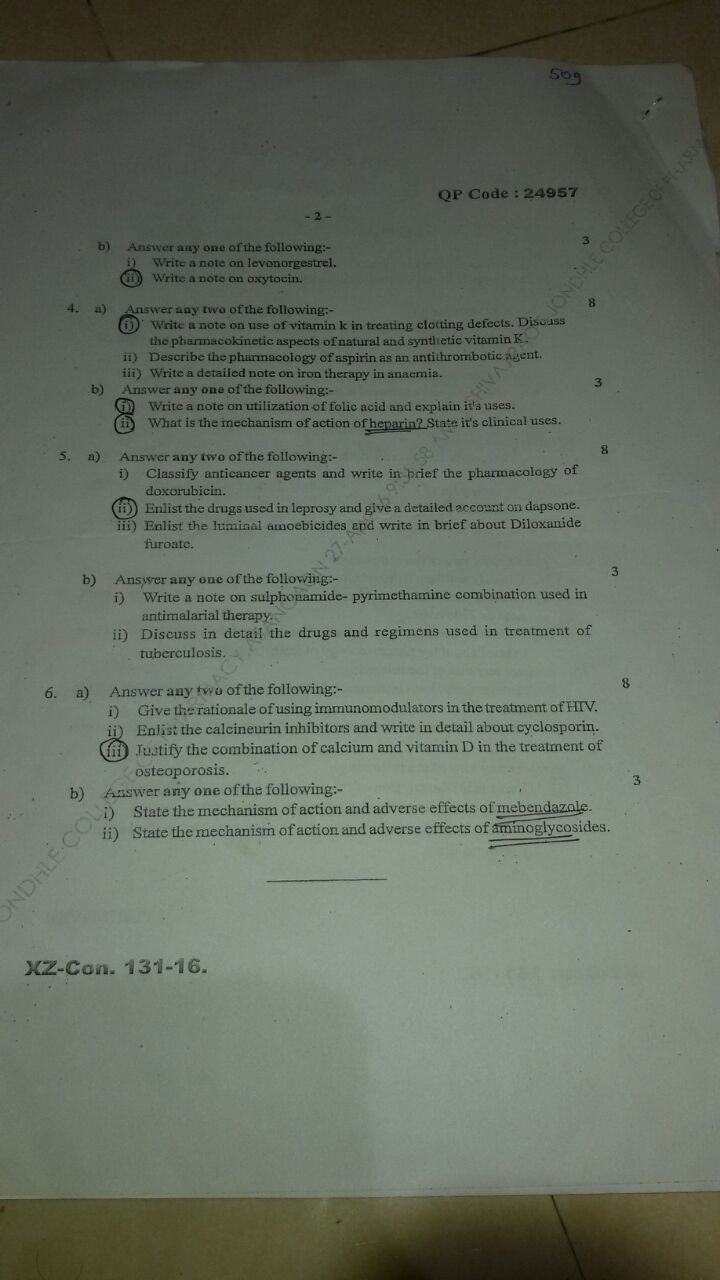 50g
QP Code : 24957
- 2 -
b) Answer any one of the following:- 3
i) Write a note on levonorgestrel.
ii) Write a note on oxytocin.
4. a) Answer any two of the following:- 8
i) Write a note on use of vitamin k in treating clotting defects. Discuss
the pharmacokinetic aspects of natural and synthetic vitamin K.
ii) Describe the pharmacology of aspirin as an antithrombotic agent.
iii) Write a detailed note on iron therapy in anaemia.
b) Answer any one of the following:- 3
i) Write a note on utilization of folic acid and explain it's uses.
ii) What is the mechanism of action of heparin? State it's clinical uses.
5. a) Answer any two of the following:- 8
i) Classify anticancer agents and write in brief the pharmacology of
doxorubicin.
ii) Enlist the drugs used in leprosy and give a detailed account on dapsone.
iii) Enlist the luminal amoebicides and write in brief about Diloxanide
furoate.
b) Answer any one of the following:- 3
i) Write a note on sulphonamide- pyrimethamine combination used in
antimalarial therapy.
ii) Discuss in detail the drugs and regimens used in treatment of
tuberculosis.
6. a) Answer any two of the following:- 8
i) Give the rationale of using immunomodulators in the treatment of HIV.
ii) Enlist the calcineurin inhibitors and write in detail about cyclosporin.
iii) Justify the combination of calcium and vitamin D in the treatment of
osteoporosis.
b) Answer any one of the following:- 3
i) State the mechanism of action and adverse effects of mebendazole.
ii) State the mechanism of action and adverse effects of aminoglycosides.
XZ-Con. 131-16.